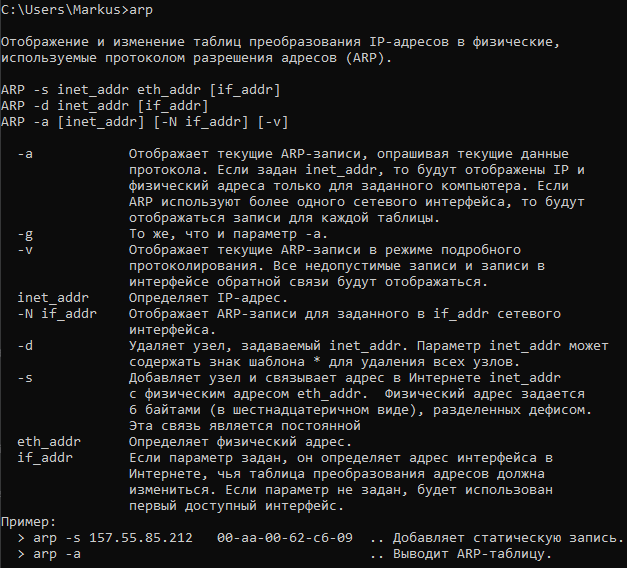 C:\Users\Markus>arp
Отображение и изменение таблиц преобразования IP-адресов в физические,
используемые протоколом разрешения адресов (ARP).
ARP -s inet_addr eth_addr [if_addr]
ARP -d inet_addr [if_addr]
ARP -a [inet_addr] [-N if_addr] [-v]
-a Отображает текущие ARP-записи, опрашивая текущие данные
протокола. Если задан inet_addr, то будут отображены IP и
физический адреса только для заданного компьютера. Если
ARP используют более одного сетевого интерфейса, то будут
отображаться записи для каждой таблицы.
-g То же, что и параметр -a.
-v Отображает текущие ARP-записи в режиме подробного
протоколирования. Все недопустимые записи и записи в
интерфейсе обратной связи будут отображаться.
inet_addr Определяет IP-адрес.
-N if_addr Отображает ARP-записи для заданного в if_addr сетевого
интерфейса.
-d Удаляет узел, задаваемый inet_addr. Параметр inet_addr может
содержать знак шаблона * для удаления всех узлов.
-s Добавляет узел и связывает адрес в Интернете inet_addr
с физическим адресом eth_addr. Физический адрес задается
6 байтами (в шестнадцатеричном виде), разделенных дефисом.
Эта связь является постоянной
eth_addr Определяет физический адрес.
if_addr Если параметр задан, он определяет адрес интерфейса в
Интернете, чья таблица преобразования адресов должна
измениться. Если параметр не задан, будет использован
первый доступный интерфейс.
Пример:
> arp -s 157.55.85.212 00-aa-00-62-c6-09 .. Добавляет статическую запись.
> arp -a .. Выводит ARP-таблицу.